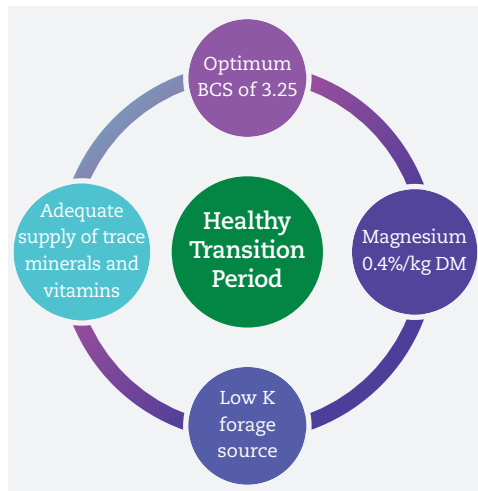 Optimum
BCS of 3.25
Adequate
supply of trace
minerals and
vitamins
Healthy
Transition
Period
Magnesium
0.4%/kg DM
Low K
forage
source